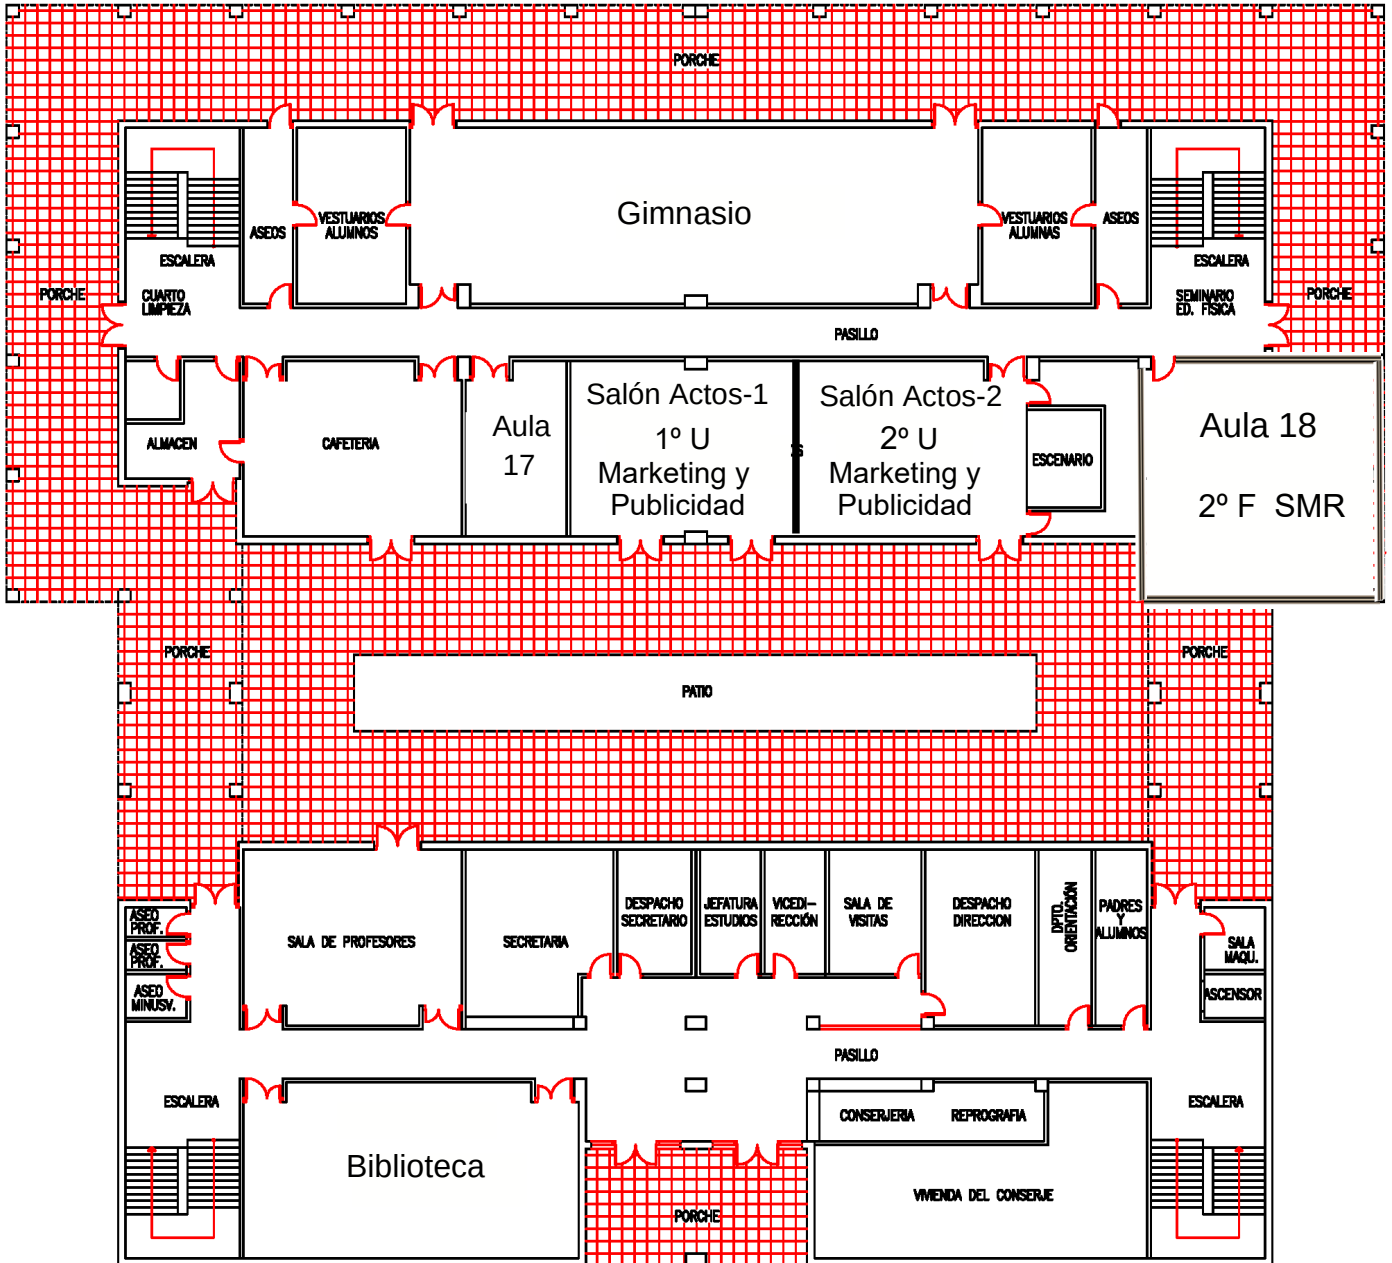 PORCHE
Gimnasio
ASEOS
VESTUARIOS
ALUMNOS
VESTUARIOS
ALUMNAS
ASEOS
ESCALERA
ESCALERA
PORCHE
CUARTO
LIMPIEZA
SEMINARIO
ED. FÍSICA
PORCHE
PASILLO
ALMACEN
CAFETERIA
Aula
17
Salón Actos-1
1º U
Marketing y
Publicidad
Salón Actos-2
2º U
Marketing y
Publicidad
ESCENARIO
Aula 18
2º F SMR
PORCHE
PORCHE
PATIO
ASEO
PROF.
ASEO
PROF.
ASEO
MINUSV.
SALA DE PROFESORES
SECRETARIA
DESPACHO
SECRETARIO
JEFATURA
ESTUDIOS
VICEDI-
RECCIÓN
SALA DE
VISITAS
DESPACHO
DIRECCION
DPTO.
ORIENTACIÓN
PADRES
Y
ALUMNOS
SALA
MAQU.
ASCENSOR
PASILLO
ESCALERA
CONSERJERIA
REPROGRAFIA
ESCALERA
Biblioteca
VIVIENDA DEL CONSERJE
PORCHE